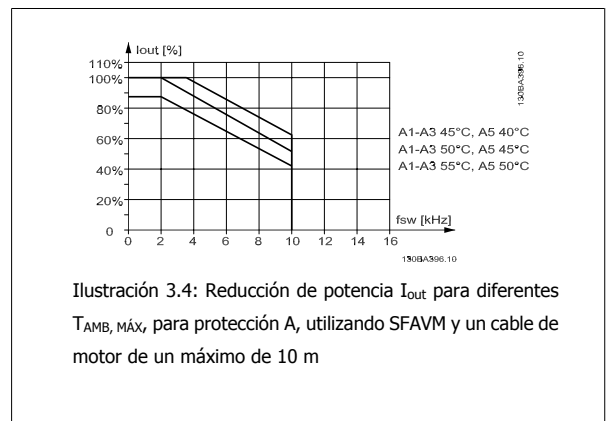 Iout [%]
110%
100%
80%
60%
40%
20%
0
0 2 4 6 8 10 12 14 16
fsw [kHz]
A1-A3 45°C, A5 40°C
A1-A3 50°C, A5 45°C
A1-A3 55°C, A5 50°C
130BA396.10
130BA396.10
Ilustración 3.4: Reducción de potencia Iout para diferentes
TAMB, MÁX, para protección A, utilizando SFAVM y un cable de
motor de un máximo de 10 m